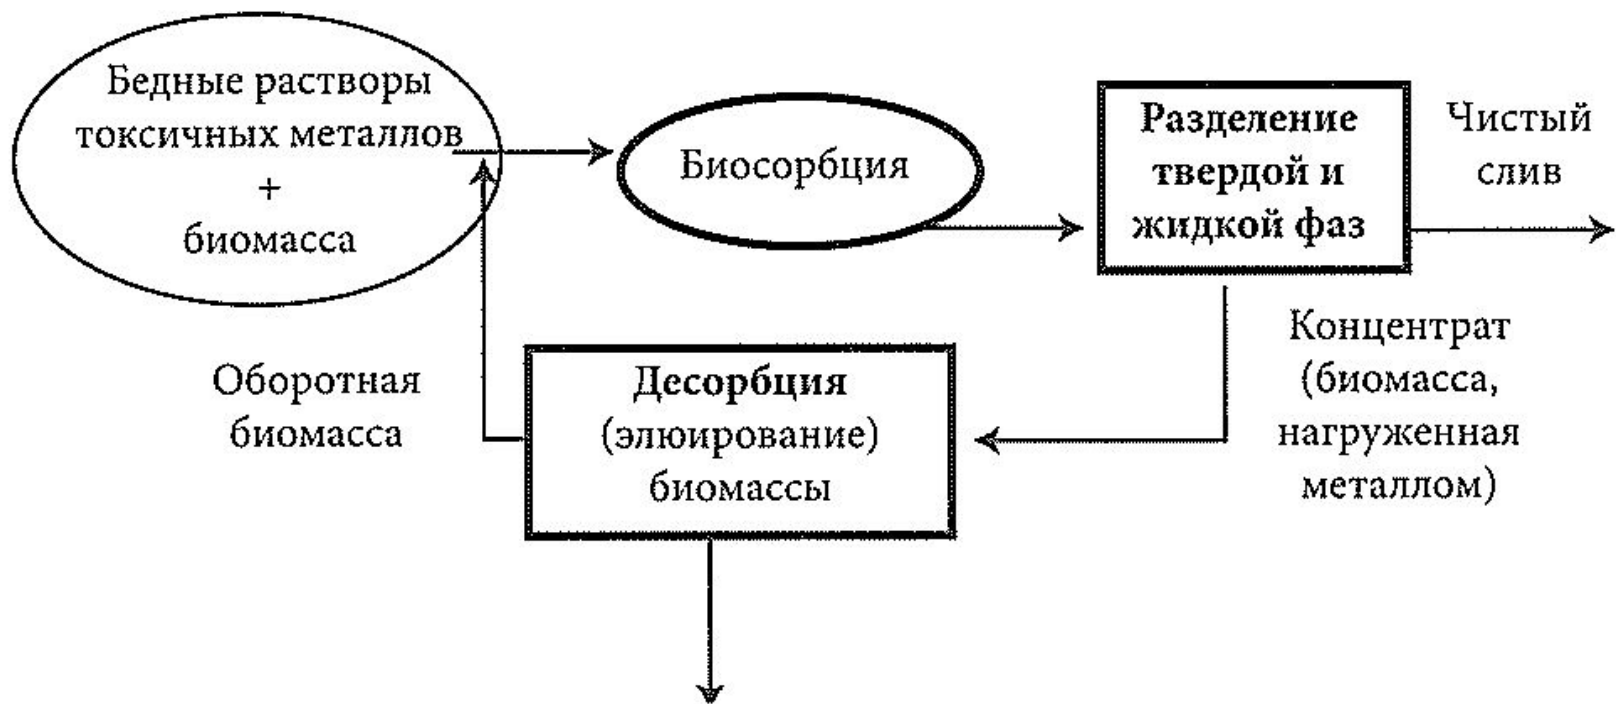 Бедные растворы
токсичных металлов
+
биомасса
Биосорбция
Разделение
твердой и
жидкой фаз
Чистый
слив
Концентрат
(биомасса,
нагруженная
металлом)
Десорбция
(элюирование)
биомассы
Оборотная
биомасса